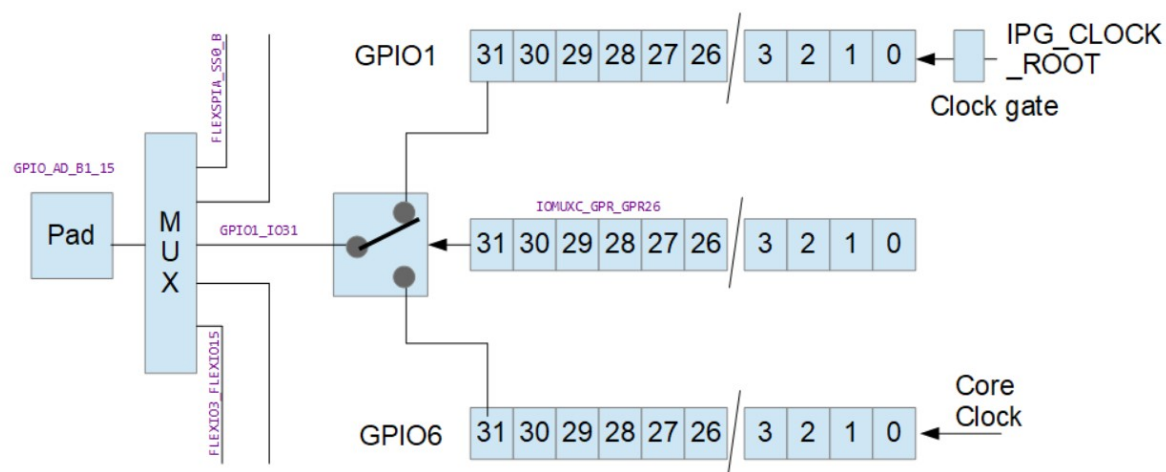 GPIO1
31 30 29 28 27 26 3 2 1 0
IPG_CLOCK
_ROOT
Clock gate
FLEXSPIA_SS0_B
GPIO_AD_B1_15
Pad
MUX
GPIO1_IO31
IOMUXC_GPR_GPR26
31 30 29 28 27 26 3 2 1 0
FLEXIO3_FLEXIO15
GPIO6
31 30 29 28 27 26 3 2 1 0
Core
Clock